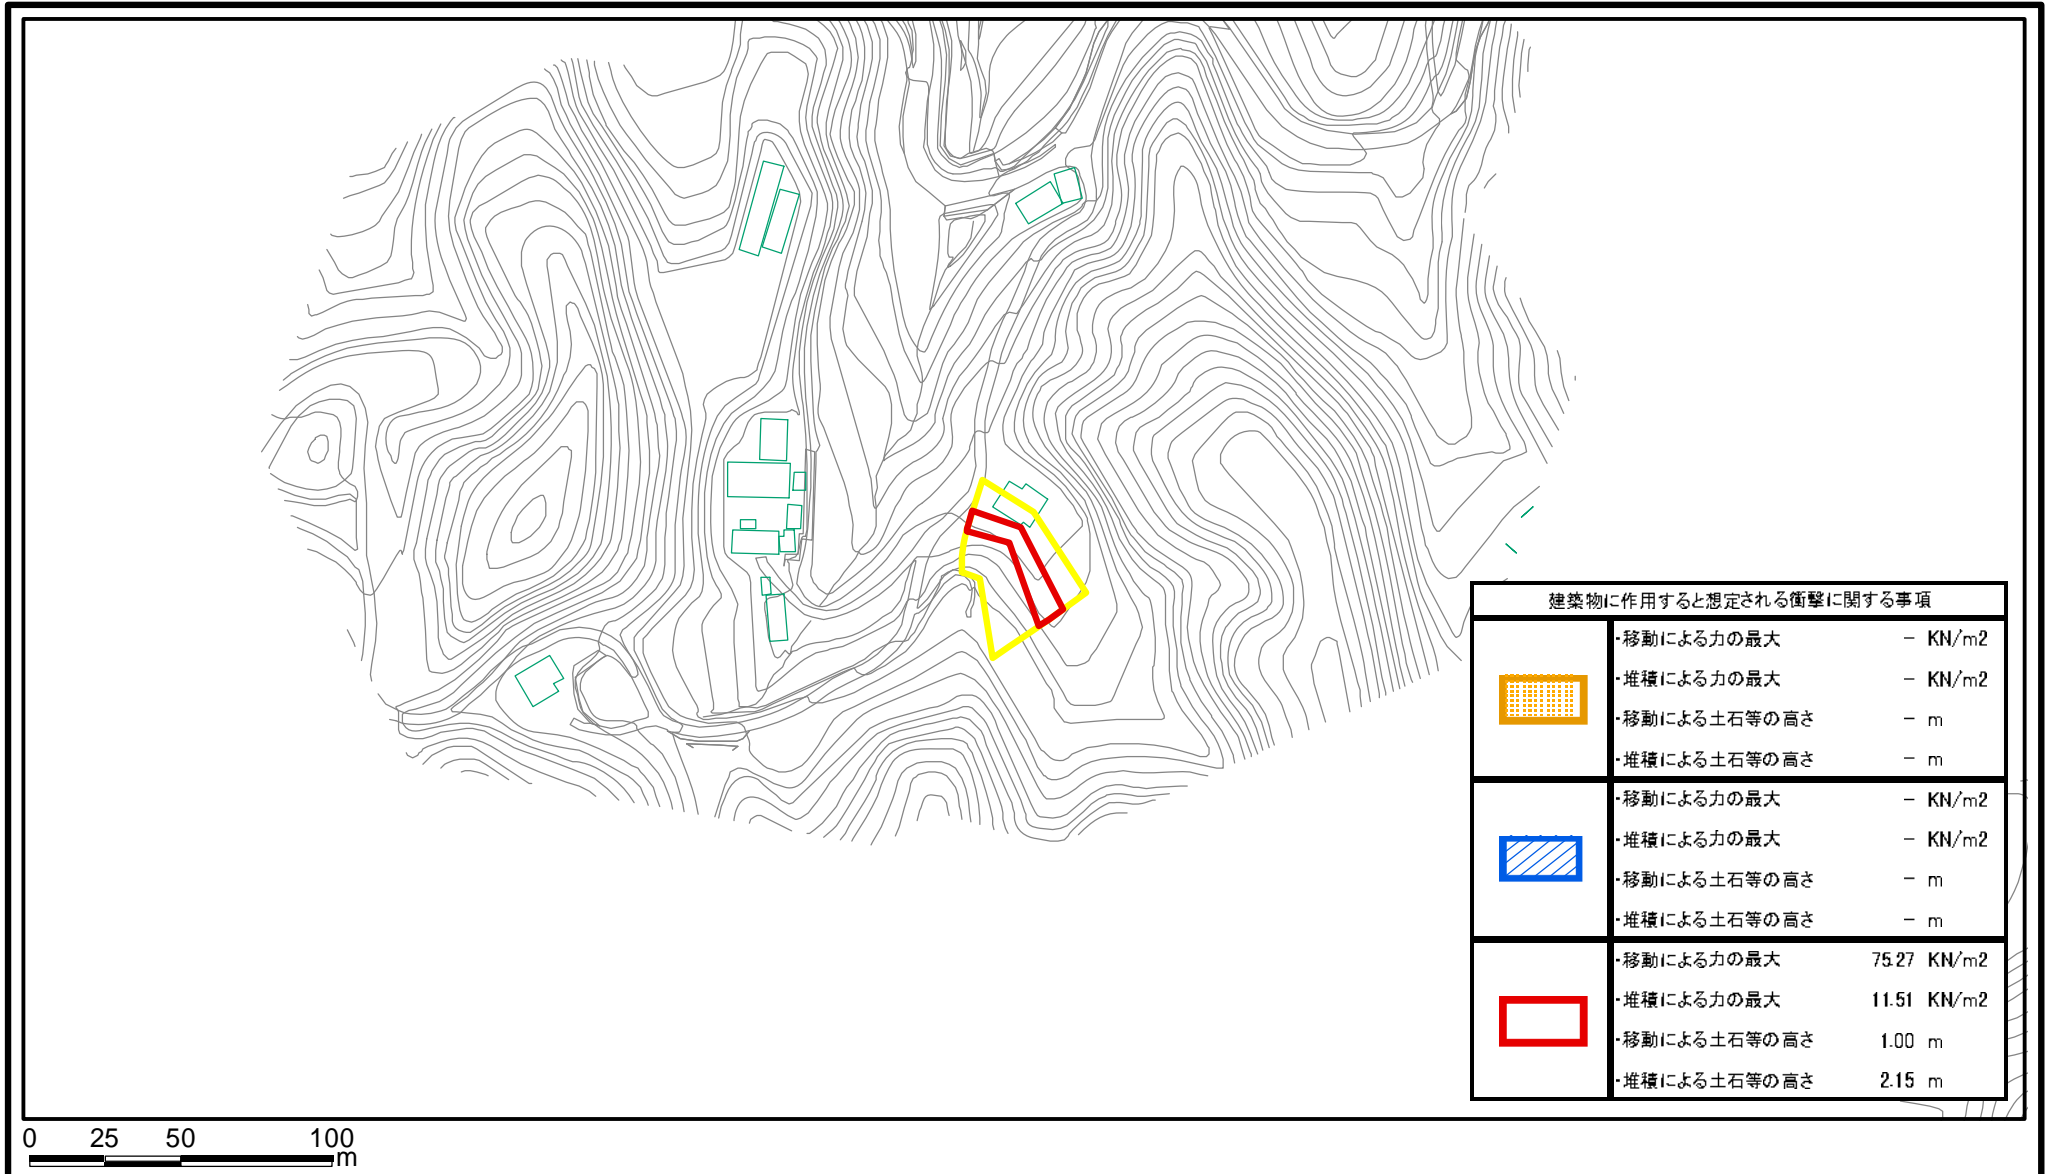 建築物に作用すると想定される衝撃に関する事項
・移動による力の最大 － KN/m2
・堆積による力の最大 － KN/m2
・移動による土石等の高さ － m
・堆積による土石等の高さ － m
・移動による力の最大 － KN/m2
・堆積による力の最大 － KN/m2
・移動による土石等の高さ － m
・堆積による土石等の高さ － m
・移動による力の最大 75.27 KN/m2
・堆積による力の最大 11.51 KN/m2
・移動による土石等の高さ 1.00 m
・堆積による土石等の高さ 2.15 m
0 25 50 100
m